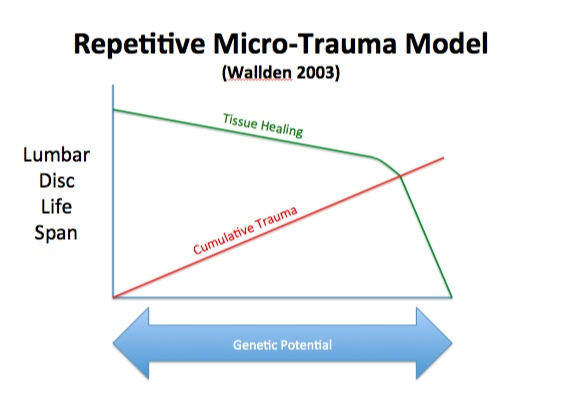 Repetitive Micro-Trauma Model
(Wallden 2003)
Tissue Healing
Lumbar
Disc
Life
Span
Cumulative Trauma
Genetic Potential